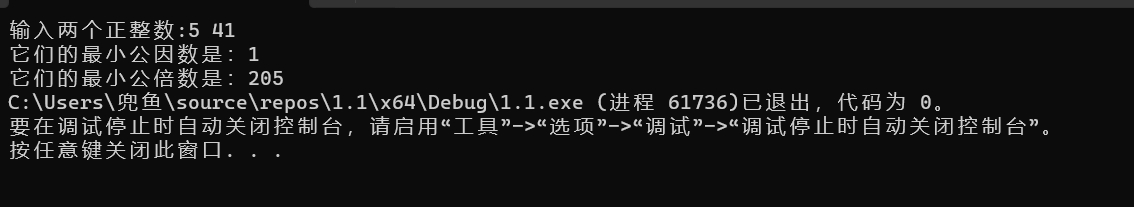 输入两个正整数:5 41
它们的最小公因数是: 1
它们的最小公倍数是: 205
C:\Users\兜鱼\source\repos\1.1\x64\Debug\1.1.exe (进程 61736)已退出，代码为 0。
要在调试停止时自动关闭控制台，请启用“工具”->“选项”->“调试”->“调试停止时自动关闭控制台”。
按任意键关闭此窗口. . .